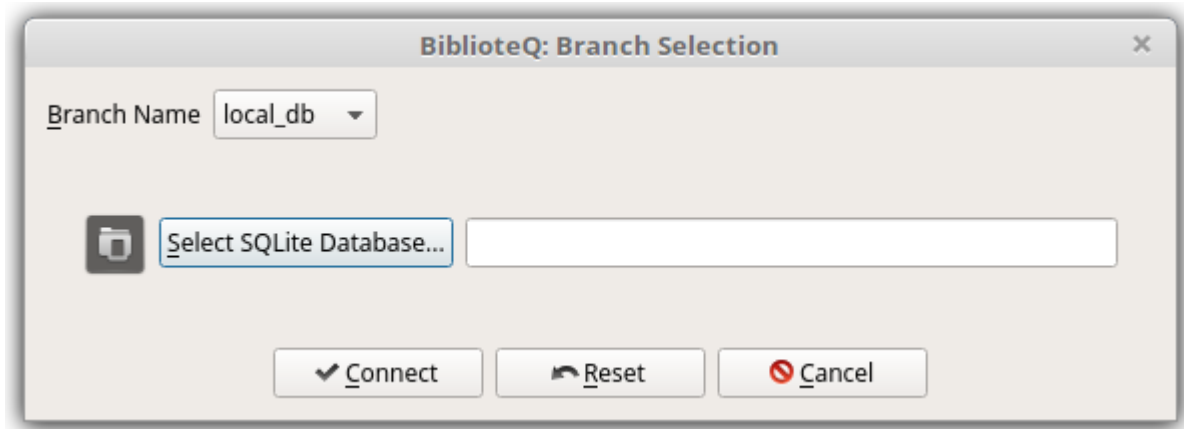 BiblioteQ: Branch Selection
Branch Name local_db
Select SQLite Database...
Connect Reset Cancel